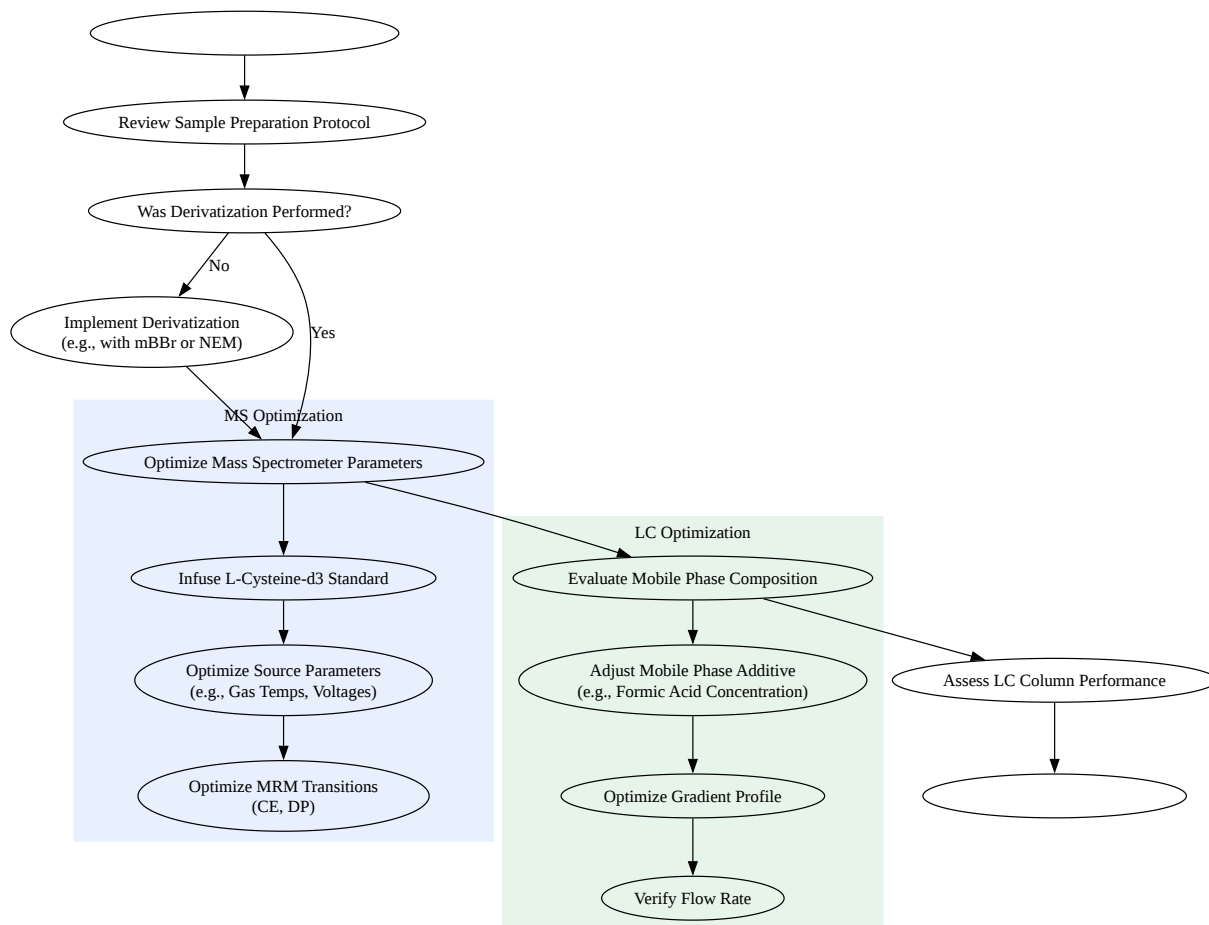 Review Sample Preparation Protocol
Was Derivatization Performed?
No
Implement Derivatization
(e.g., with mBBr or NEM)
Yes
MS Optimization
Optimize Mass Spectrometer Parameters
Infuse L-Cysteine-d3 Standard
Optimize Source Parameters
(e.g., Gas Temps, Voltages)
Optimize MRM Transitions
(CE, DP)
LC Optimization
Evaluate Mobile Phase Composition
Adjust Mobile Phase Additive
(e.g., Formic Acid Concentration)
Optimize Gradient Profile
Verify Flow Rate
Assess LC Column Performance